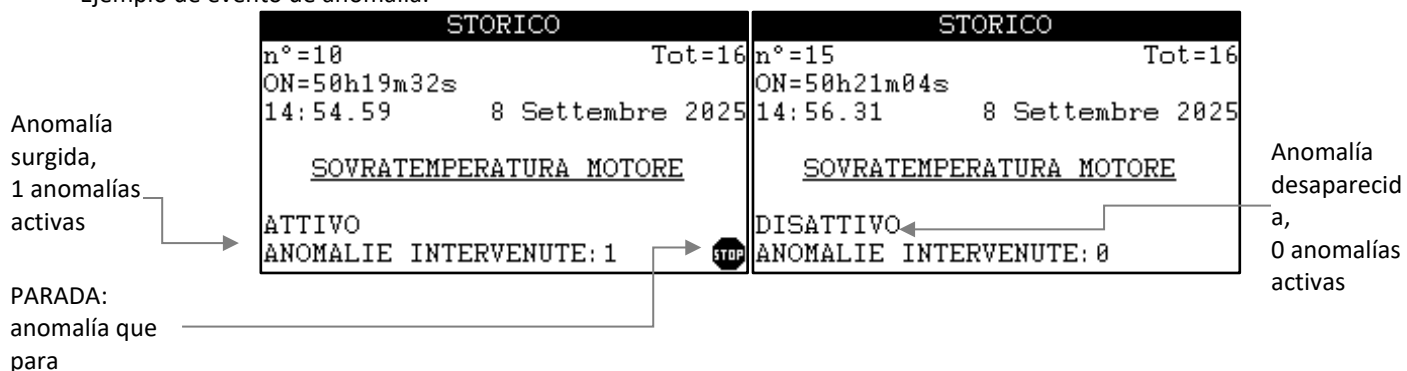 Ejemplo de evento de anomalía:
STORICO
n°=10 Tot=16
ON=50h19m32s
14:54.59 8 Settembre 2025
SOVRATEMPERATURA MOTORE
ATTIVO
ANOMALIE INTERVENUTE:1
STOP
STORICO
n°=15 Tot=16
ON=50h21m04s
14:56.31 8 Settembre 2025
SOVRATEMPERATURA MOTORE
DISATTIVO
ANOMALIE INTERVENUTE:0
Anomalía
surgida,
1 anomalías
activas
PARADA:
anomalía que
para
Anomalía
desaparecid
a,
0 anomalías
activas